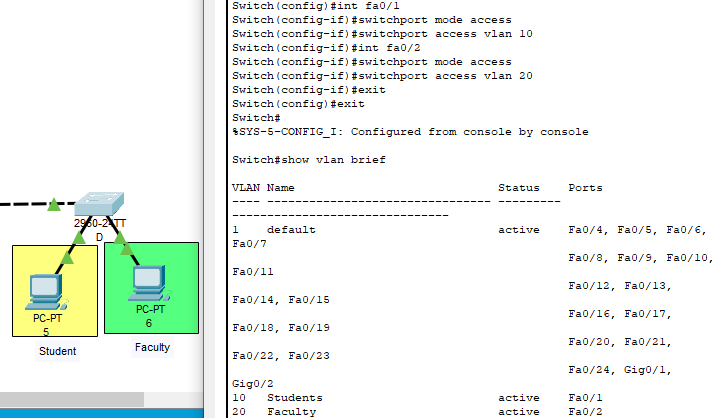 Switch(config)#int fa0/1
Switch(config-if)#switchport mode access
Switch(config-if)#switchport access vlan 10
Switch(config-if)#int fa0/2
Switch(config-if)#switchport mode access
Switch(config-if)#switchport access vlan 20
Switch(config-if)#exit
Switch(config)#exit
Switch#
%SYS-5-CONFIG_I: Configured from console by console
Switch#show vlan brief
VLAN Name Status Ports
---- -------------------------------- ---------
-------------------------------
1 default active Fa0/4, Fa0/5, Fa0/6,
Fa0/7
Fa0/8, Fa0/9, Fa0/10,
Fa0/11
Fa0/12, Fa0/13,
Fa0/14, Fa0/15
Fa0/16, Fa0/17,
Fa0/18, Fa0/19
Fa0/20, Fa0/21,
Fa0/22, Fa0/23
Fa0/24, Gig0/1,
Gig0/2
10 Students active Fa0/1
20 Faculty active Fa0/2
2960-24TT
D
PC-PT
5
Student
PC-PT
6
Faculty